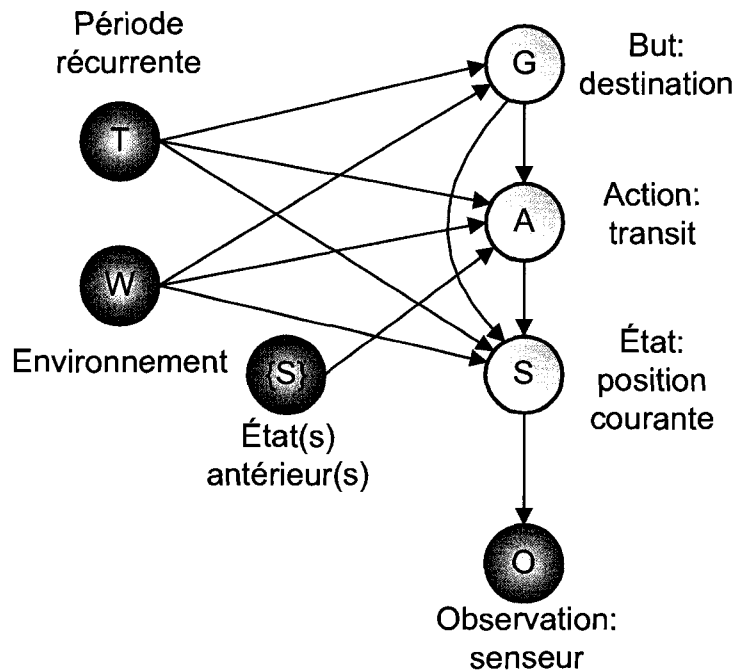 Période
récurrente
T
W
Environnement
{S}
État(s)
antérieur(s)
G
But:
destination
A
Action:
transit
S
État:
position
courante
O
Observation:
senseur